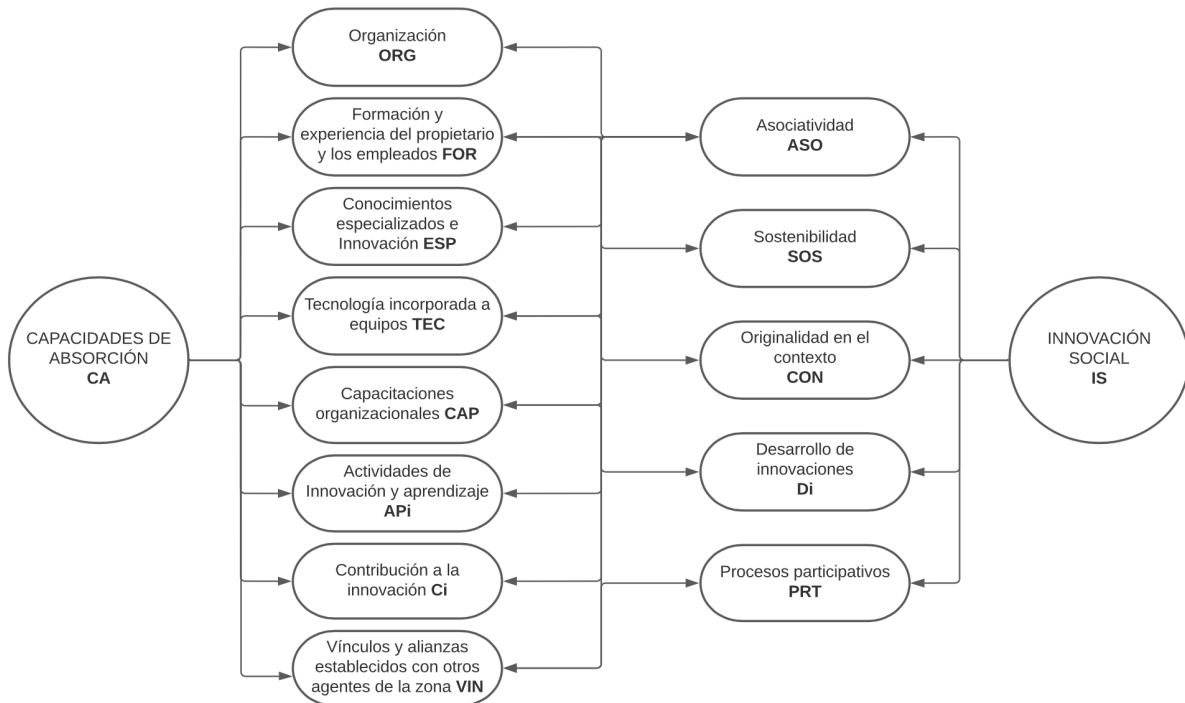 CAPACIDADES DE
ABSORCIÓN
CA
Organización
ORG
Formación y
experiencia del propietario
y los empleados FOR
Conocimientos
especializados e
Innovación ESP
Tecnología incorporada a
equipos TEC
Capacitaciones
organizacionales CAP
Actividades de
Innovación y aprendizaje
APi
Contribución a la
innovación Ci
Vínculos y alianzas
establecidos con otros
agentes de la zona VIN
Asociatividad
ASO
Sostenibilidad
SOS
Originalidad en el
contexto
CON
Desarrollo de
innovaciones
Di
Procesos participativos
PRT
INNOVACIÓN
SOCIAL
IS